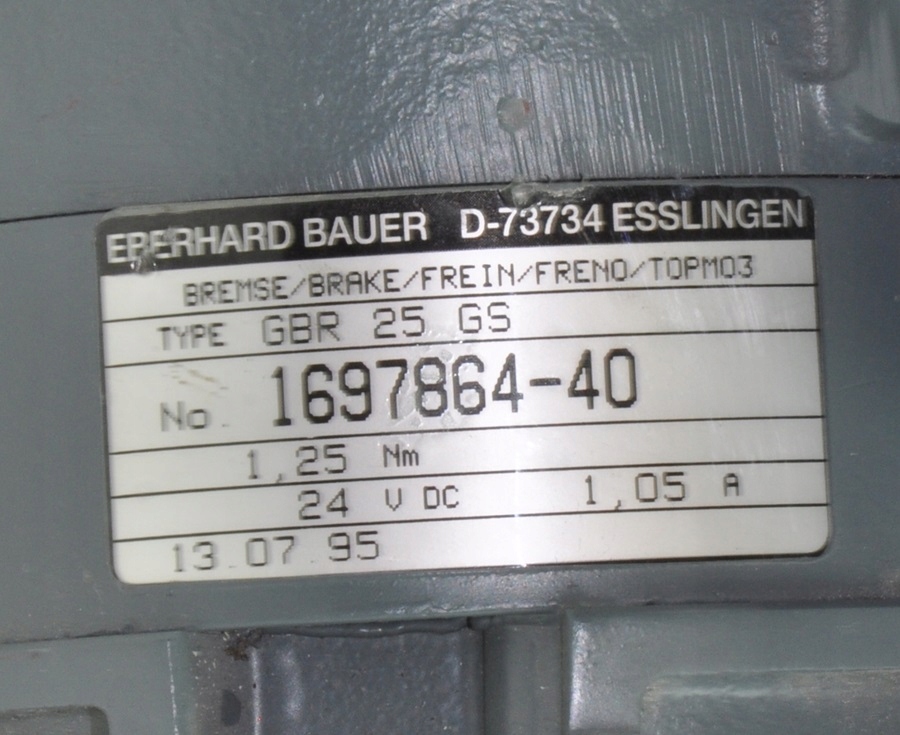 EBERHARD BAUER D-73734 ESSLINGEN
BREMSE/BRAKE/FREIN/FRENO/TOPMO3
TYPE GBR 25 GS
No. 1697864-40
1,25 Nm
24 V DC 1,05 A
13.07.95